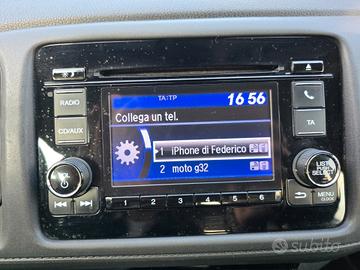 TA:TP 16 56
Collega un tel.
1 iPhone di Federico
2 moto g32
RADIO
CD/AUX
VOL
TA
LIST
SELECT
MENU
CLOCK
1 2 3 4 5 6
subito